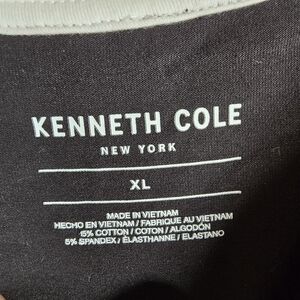 KENNETH COLE
NEW YORK
XL
MADE IN VIETNAM
HECHO EN VIETNAM / FABRIQUE AU VIETNAM
15% COTTON / COTON / ALGODÓN
5% SPANDEX / ÉLASTHANNE / ELASTANO